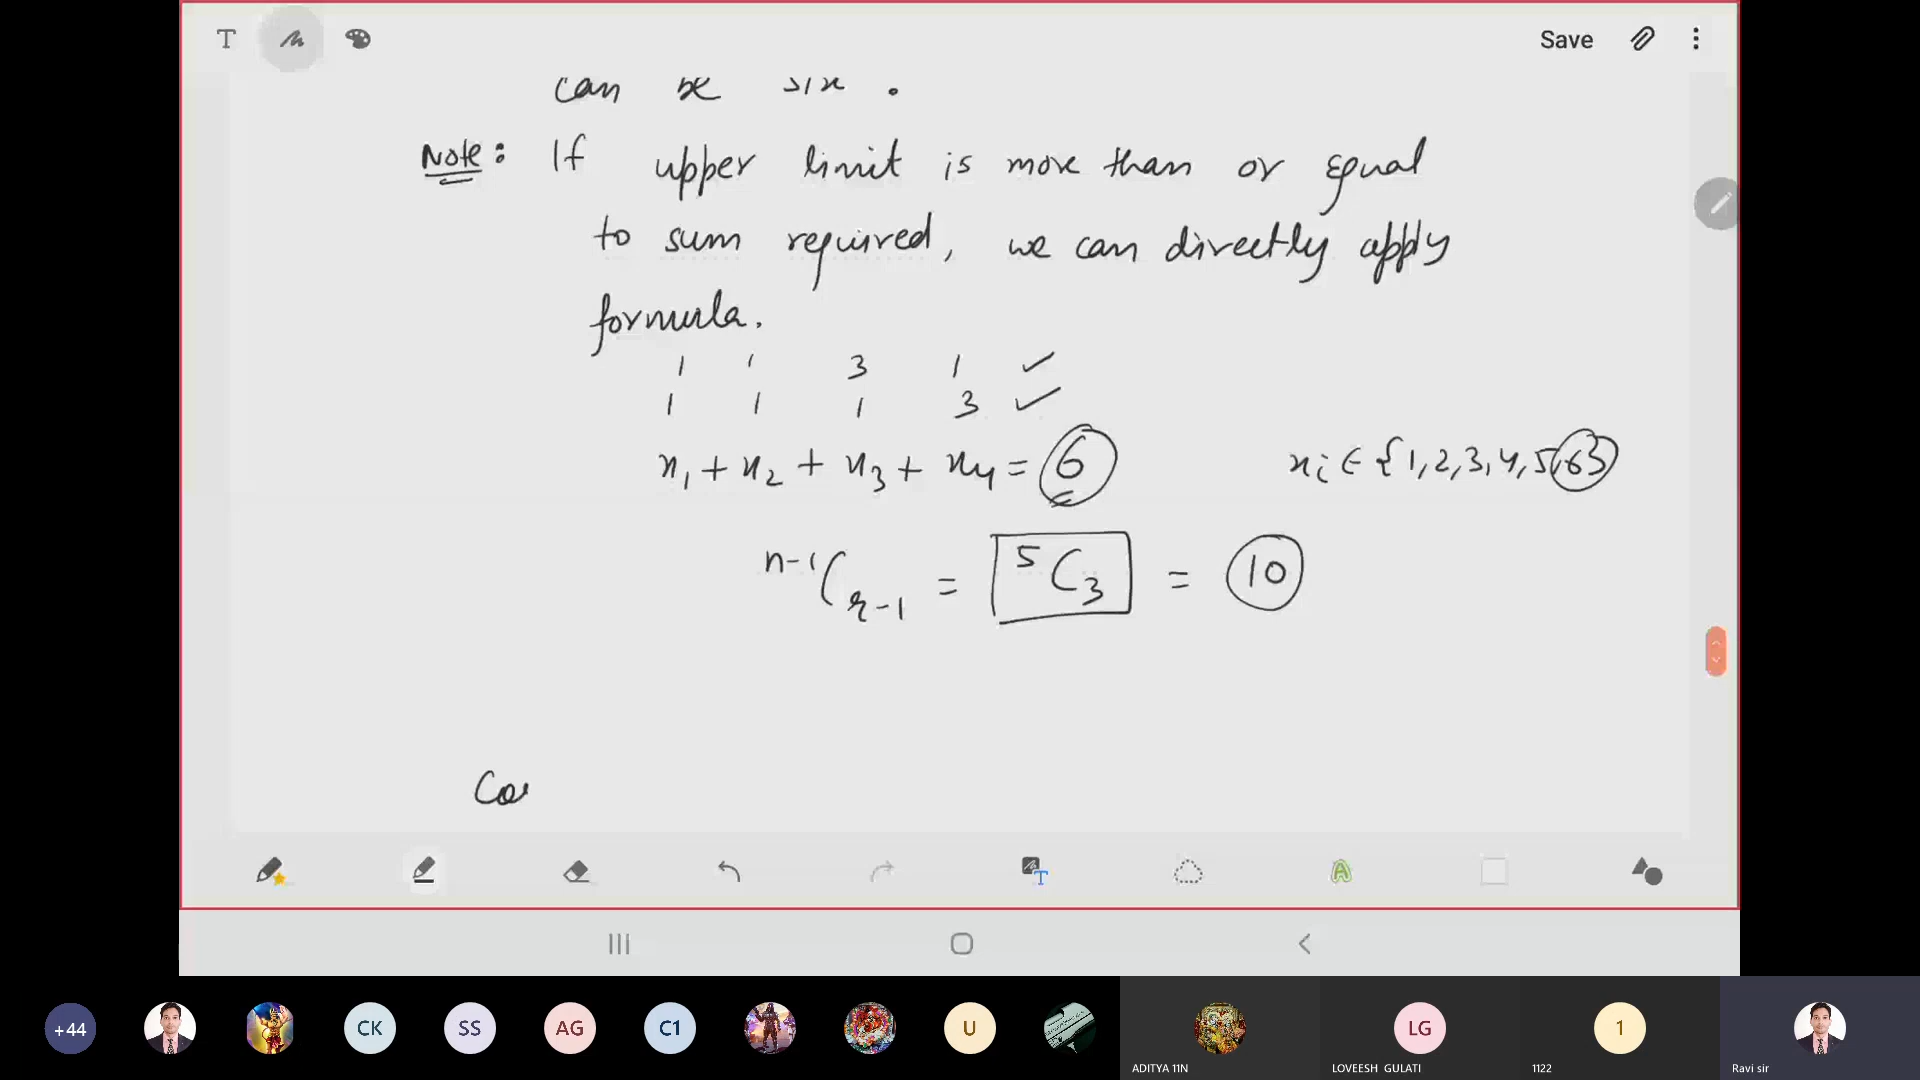 T Save
can be six .
Note: If upper limit is more than or equal
to sum required, we can directly apply
formula.
1 1 3 1 ✓
1 1 1 3 ✓
x₁ + x₂ + x₃ + x₄ = 6 xᵢ ∈ {1,2,3,4,5,6}
ⁿ⁻¹Cᵣ₋₁ = ⁵C₃ = 10
T
A
+44 CK SS AG C1 U LG 1
ADITYA 11N LOVEESH GULATI 1122 Ravi sir